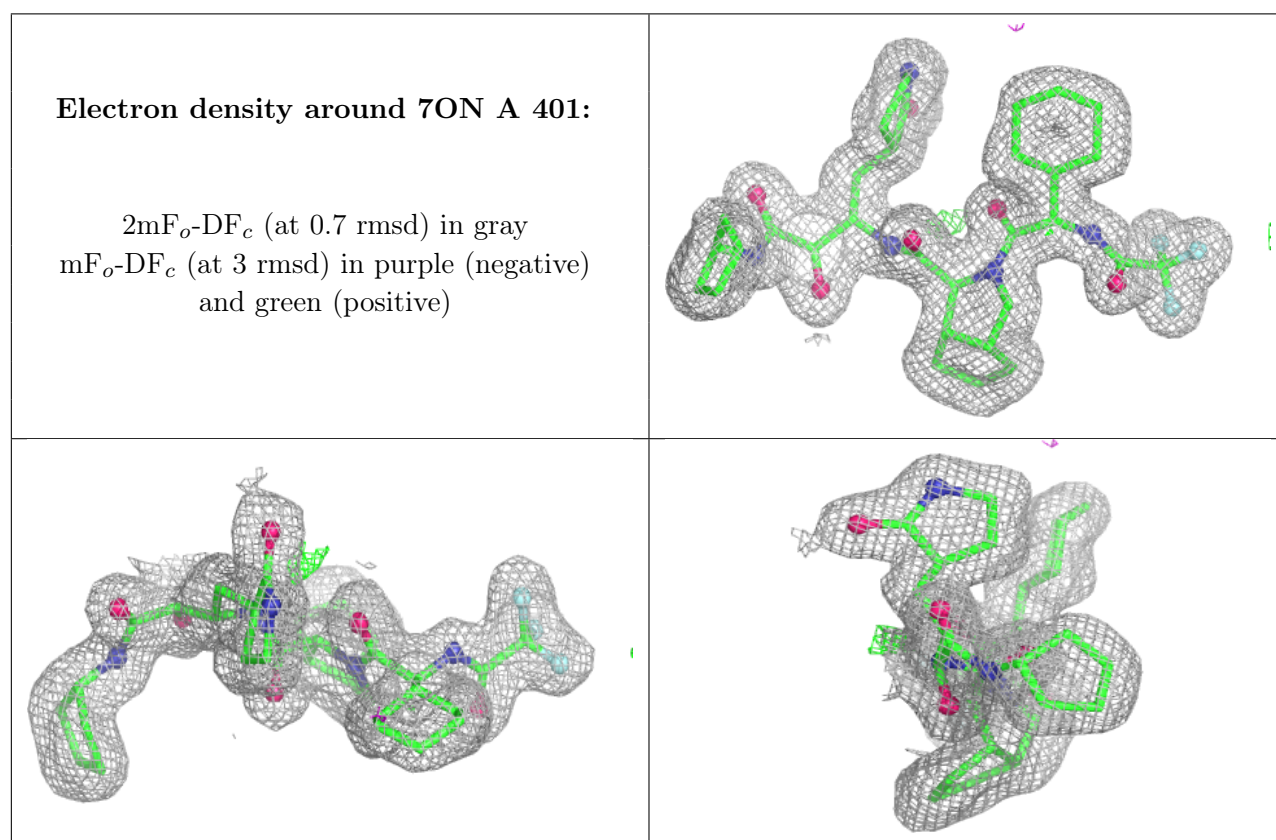 Electron density around 7ON A 401:
2mFo-DFc (at 0.7 rmsd) in gray
mFo-DFc (at 3 rmsd) in purple (negative)
and green (positive)